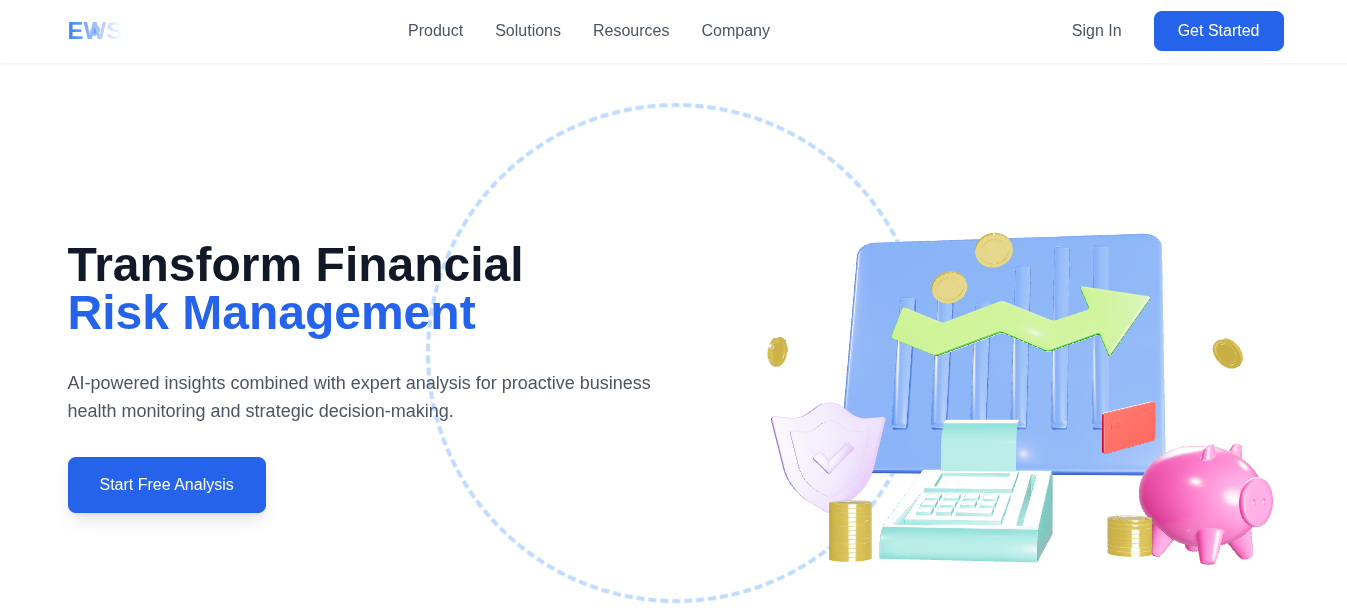 EWS
Product
Solutions
Resources
Company
Sign In
Get Started
Transform Financial
Risk Management
AI-powered insights combined with expert analysis for proactive business
health monitoring and strategic decision-making.
Start Free Analysis